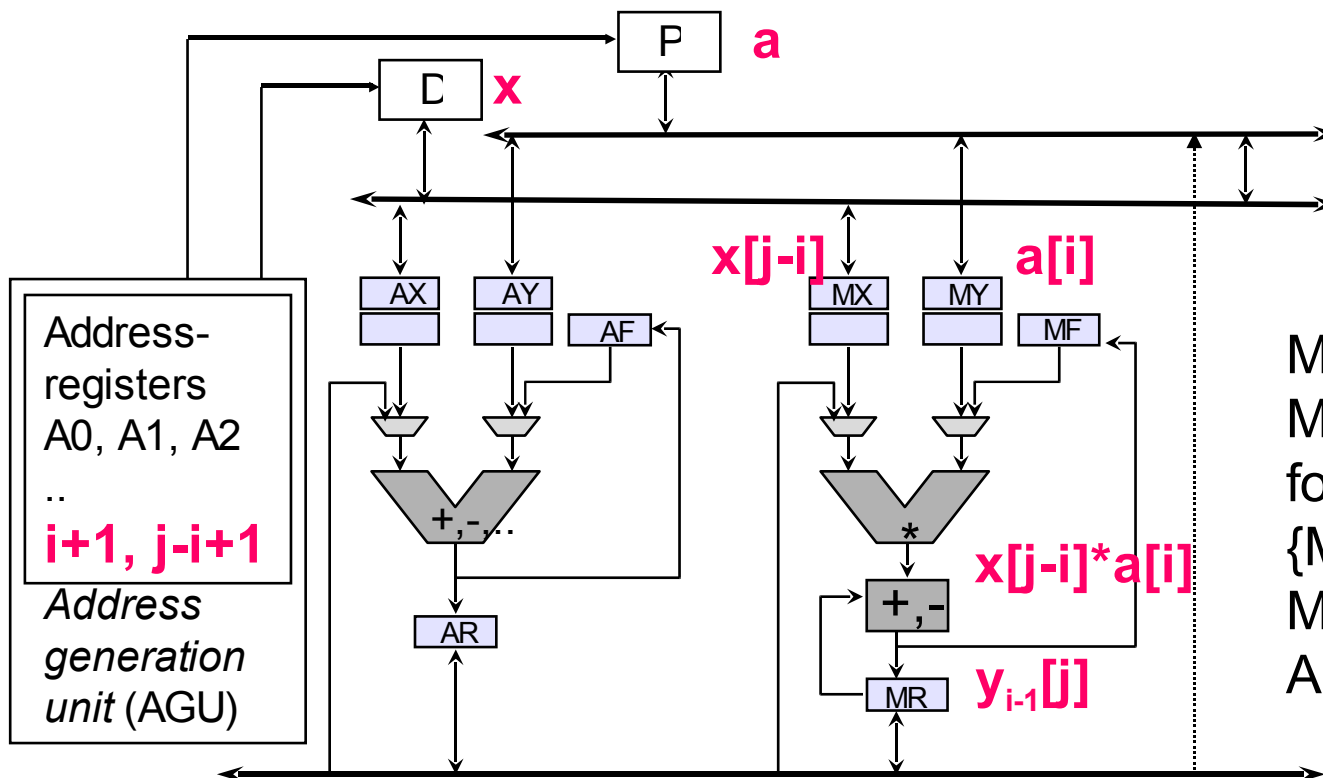 P
a
D
x
x[j-i]
a[i]
AX
AY
AF
MX
MY
MF
Address-
registers
A0, A1, A2
..
i+1, j-i+1
Address
generation
unit (AGU)
+,-,..
*
x[j-i]*a[i]
+,-
AR
MR
yi-1[j]
M
M
fo
{M
M
A